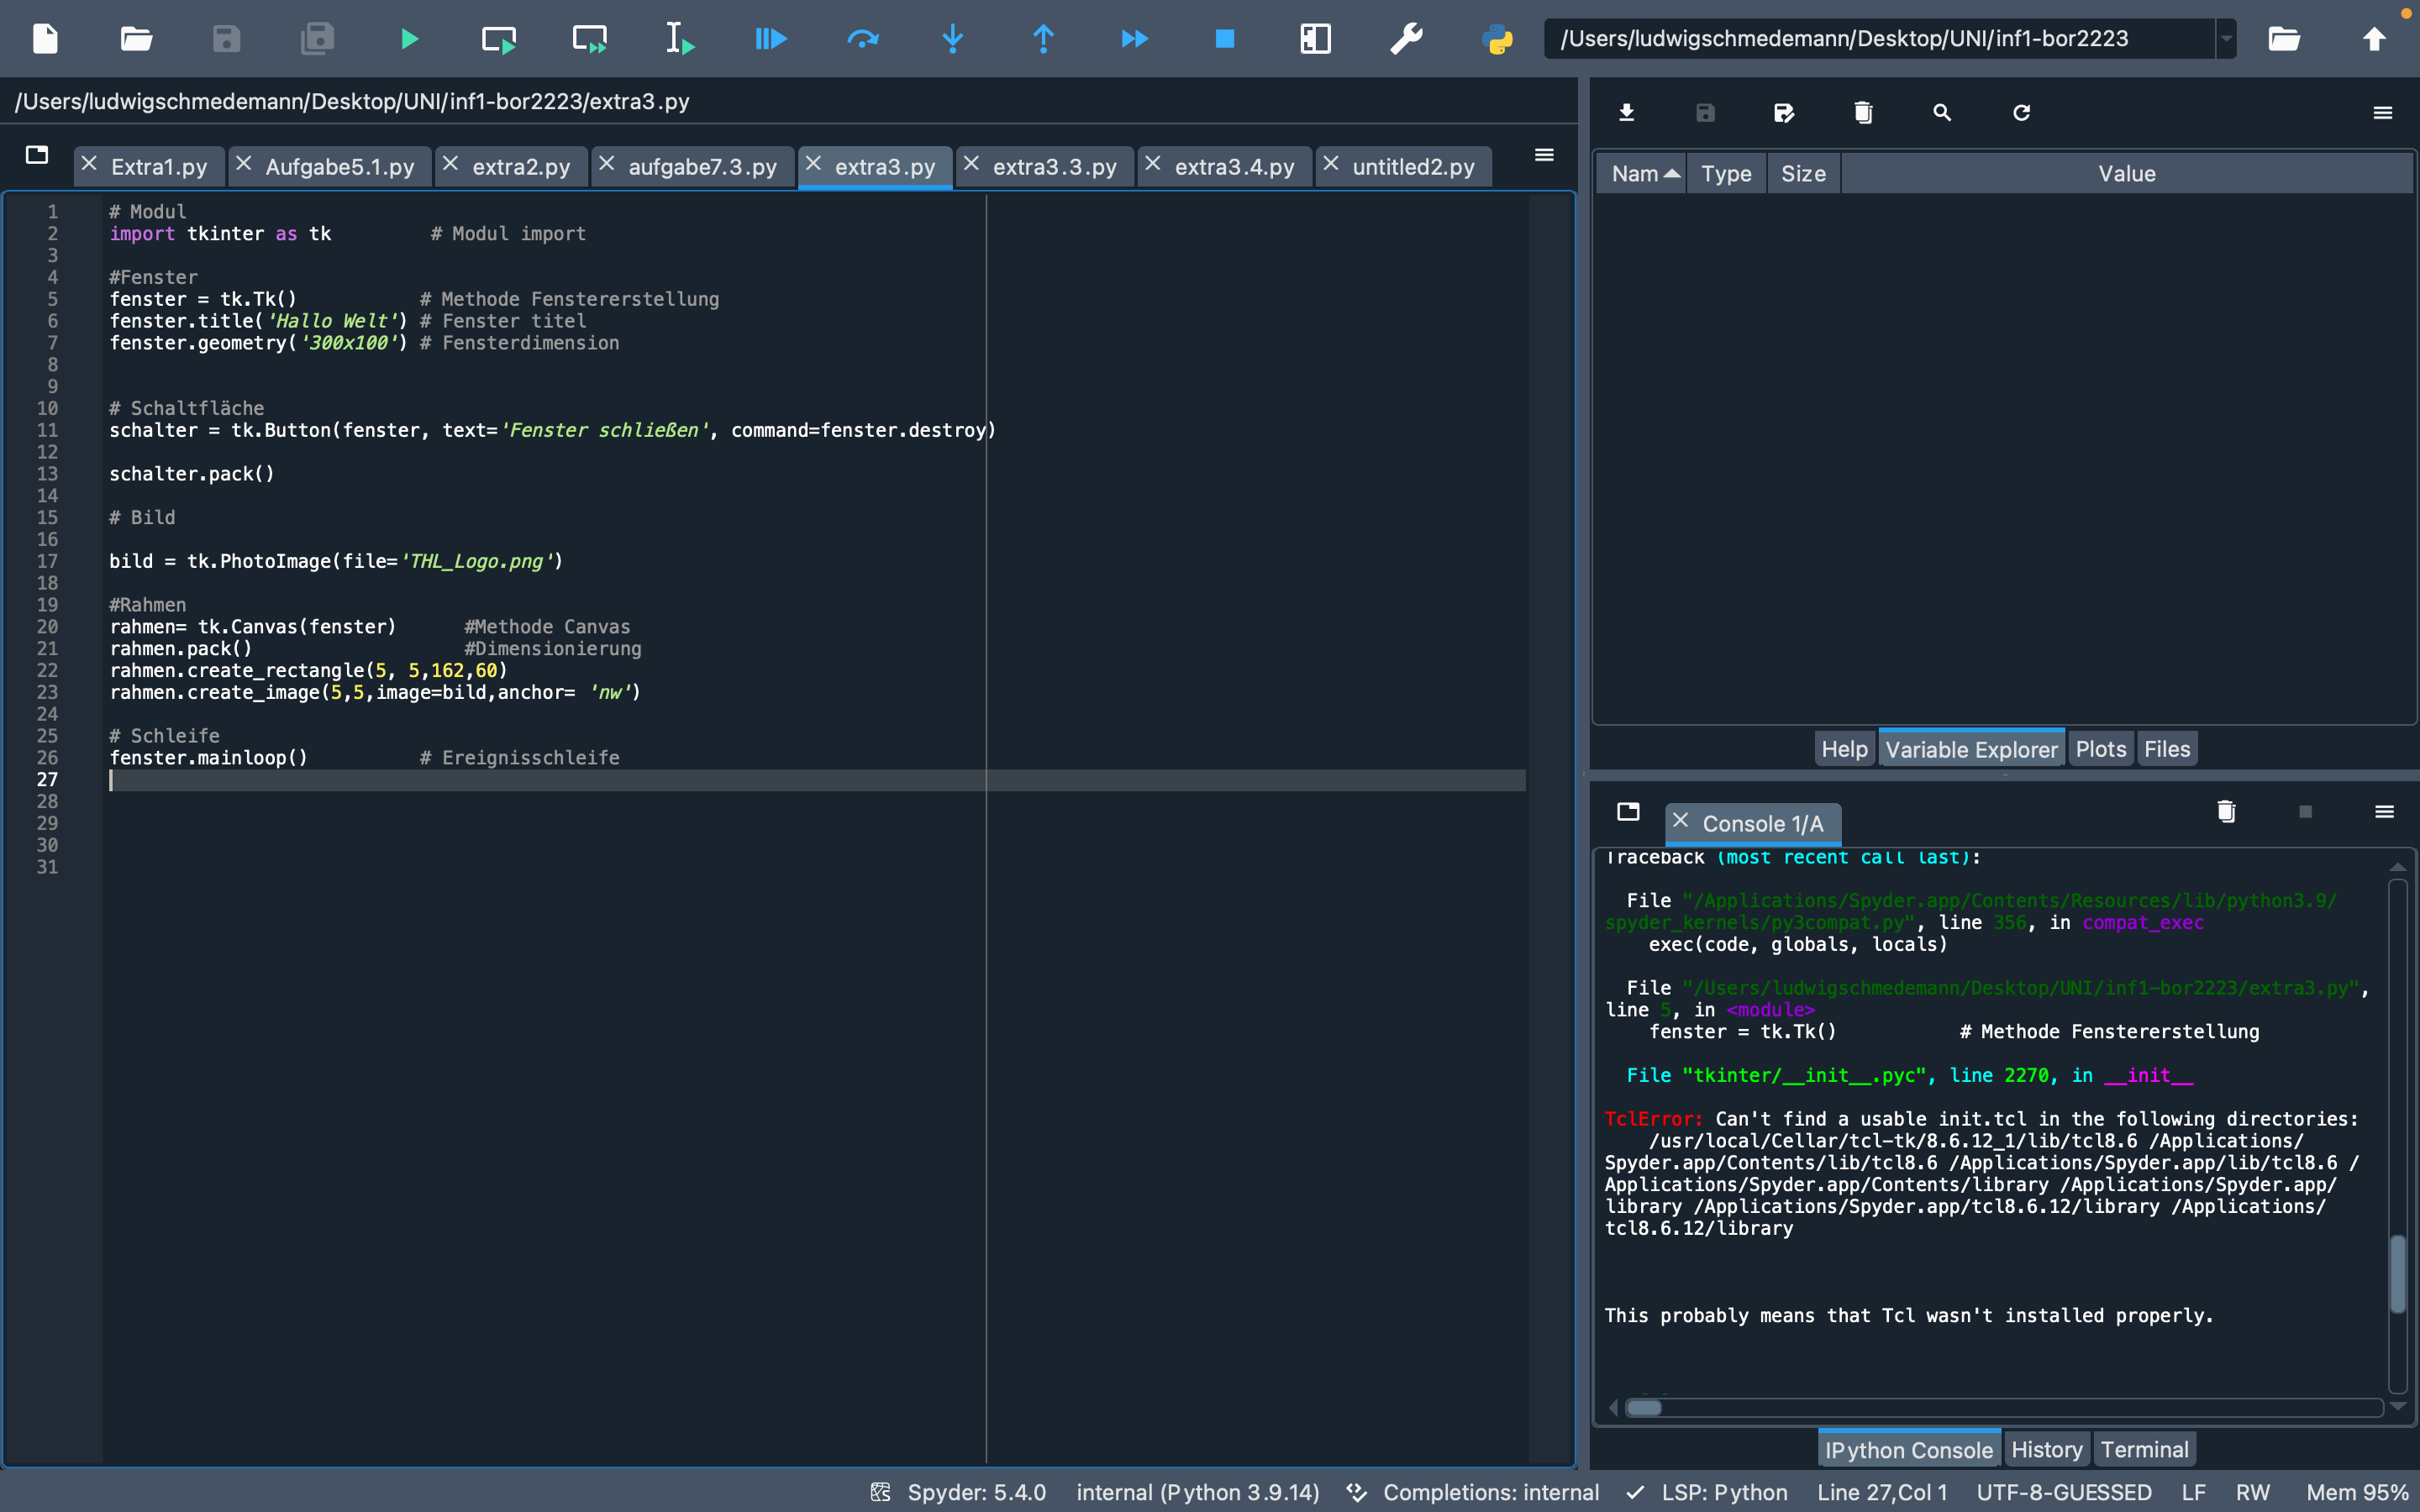 /Users/ludwigschmedemann/Desktop/UNI/inf1-bor2223
/Users/ludwigschmedemann/Desktop/UNI/inf1-bor2223/extra3.py
Extra1.py
Aufgabe5.1.py
extra2.py
aufgabe7.3.py
extra3.py
extra3.3.py
extra3.4.py
untitled2.py
1 # Modul
2 import tkinter as tk         # Modul import
3
4 #Fenster
5 fenster = tk.Tk()           # Methode Fenstererstellung
6 fenster.title('Hallo Welt') # Fenster titel
7 fenster.geometry('300x100') # Fensterdimension
8
9
10 # Schaltfläche
11 schalter = tk.Button(fenster, text='Fenster schließen', command=fenster.destroy)
12
13 schalter.pack()
14
15 # Bild
16
17 bild = tk.PhotoImage(file='THL_Logo.png')
18
19 #Rahmen
20 rahmen= tk.Canvas(fenster)      #Methode Canvas
21 rahmen.pack()                   #Dimensionierung
22 rahmen.create_rectangle(5, 5,162,60)
23 rahmen.create_image(5,5,image=bild,anchor= 'nw')
24
25 # Schleife
26 fenster.mainloop()          # Ereignisschleife
27
28
29
30
31
Nam Type Size Value
Help Variable Explorer Plots Files
Console 1/A
Traceback (most recent call last):
File "/Applications/Spyder.app/Contents/Resources/lib/python3.9/
spyder_kernels/py3compat.py", line 356, in compat_exec
exec(code, globals, locals)
File "/Users/ludwigschmedemann/Desktop/UNI/inf1-bor2223/extra3.py",
line 5, in <module>
fenster = tk.Tk()           # Methode Fenstererstellung
File "tkinter/__init__.pyc", line 2270, in __init__
TclError: Can't find a usable init.tcl in the following directories:
/usr/local/Cellar/tcl-tk/8.6.12_1/lib/tcl8.6 /Applications/
Spyder.app/Contents/lib/tcl8.6 /Applications/Spyder.app/lib/tcl8.6 /
Applications/Spyder.app/Contents/library /Applications/Spyder.app/
library /Applications/Spyder.app/tcl8.6.12/library /Applications/
tcl8.6.12/library
This probably means that Tcl wasn't installed properly.
IPython Console History Terminal
Spyder: 5.4.0 internal (Python 3.9.14) Completions: internal LSP: Python Line 27,Col 1 UTF-8-GUESSED LF RW Mem 95%